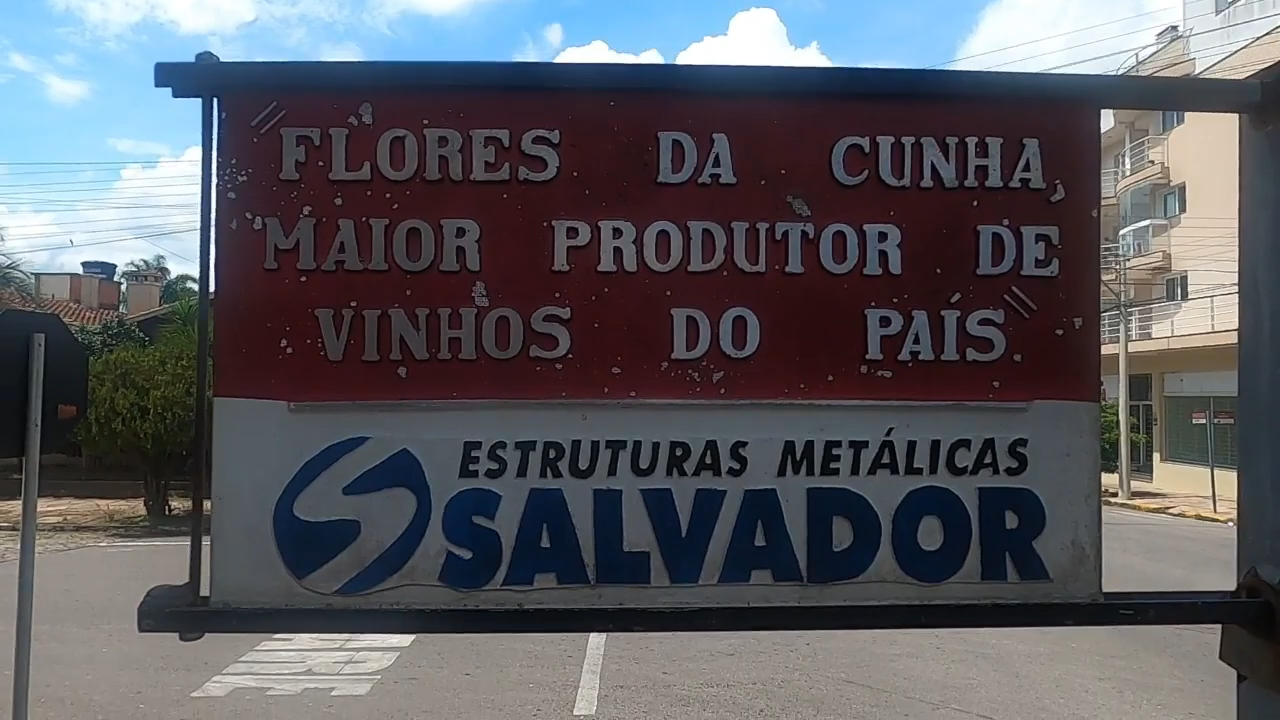 "FLORES DA CUNHA,
MAIOR PRODUTOR DE
VINHOS DO PAÍS".
ESTRUTURAS METÁLICAS
SALVADOR